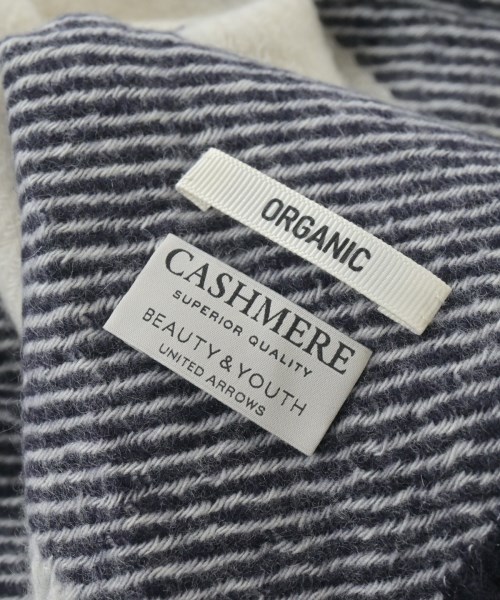 ORGANIC
CASHMERE
SUPERIOR QUALITY
BEAUTY & YOUTH
UNITED ARROWS